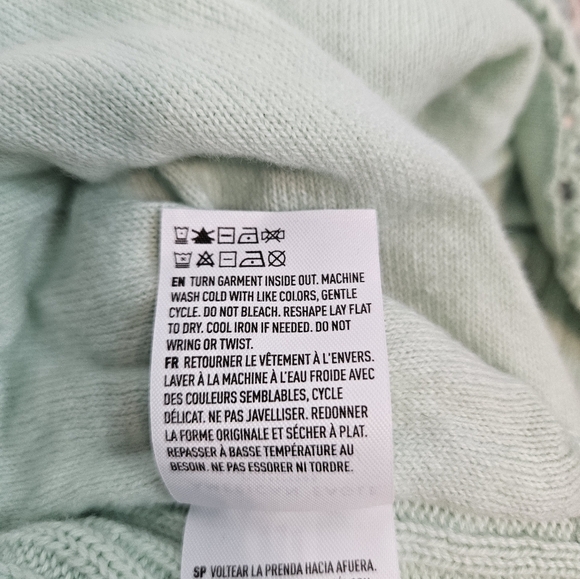 EN TURN GARMENT INSIDE OUT. MACHINE
WASH COLD WITH LIKE COLORS, GENTLE
CYCLE. DO NOT BLEACH. RESHAPE LAY FLAT
TO DRY. COOL IRON IF NEEDED. DO NOT
WRING OR TWIST.
FR RETOURNER LE VÊTEMENT À L'ENVERS.
LAVER À LA MACHINE À L'EAU FROIDE AVEC
DES COULEURS SEMBLABLES, CYCLE
DÉLICAT. NE PAS JAVELLISER. REDONNER
LA FORME ORIGINALE ET SÉCHER À PLAT.
REPASSER À BASSE TEMPÉRATURE AU
BESOIN. NE PAS ESSORER NI TORDRE.
SP VOLTEAR LA PRENDA HACIA AFUERA.